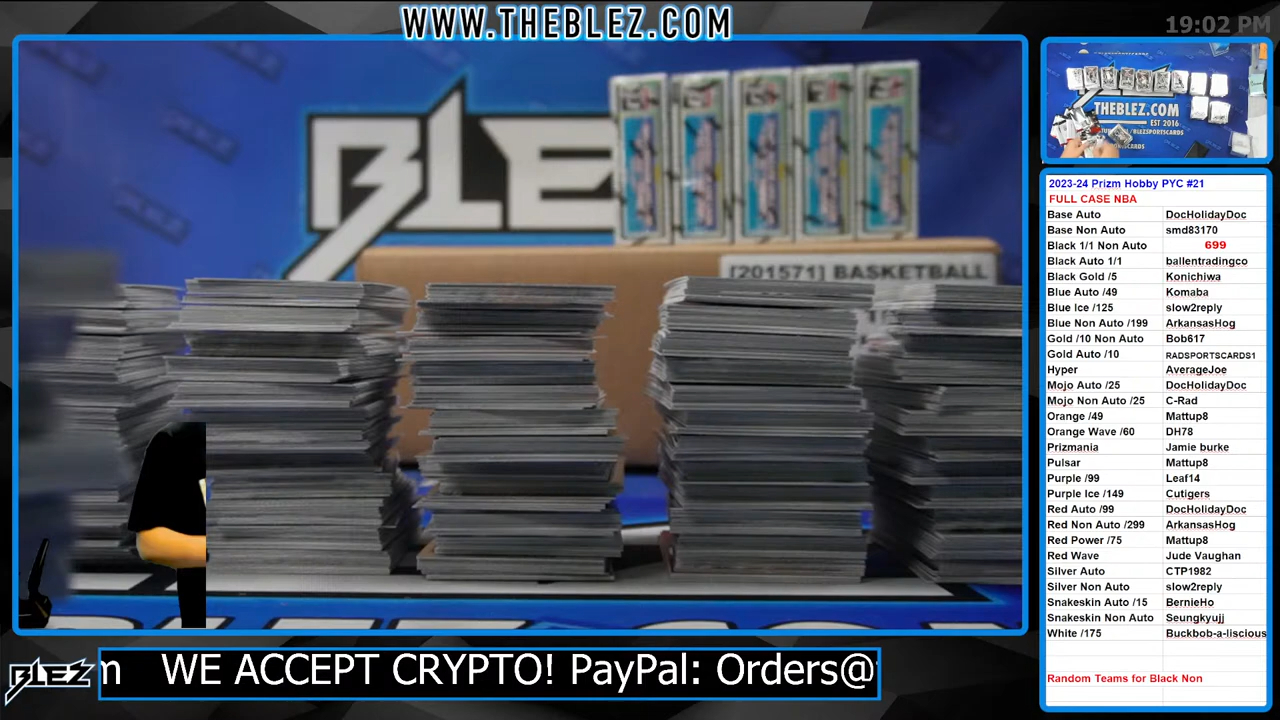 WWW.THEBLEZ.COM
19:02 PM
BLEZ
[201571] BASKETBALL
THEBLEZ.COM
EST 2016
2023-24 Prizm Hobby PYC #21
FULL CASE NBA
Base Auto DocHolidayDoc
Base Non Auto smd83170
Black 1/1 Non Auto 699
Black Auto 1/1 ballentradingco
Black Gold /5 Konichiwa
Blue Auto /49 Komaba
Blue Ice /125 slow2reply
Blue Non Auto /199 ArkansasHog
Gold /10 Non Auto Bob617
Gold Auto /10 RADSPORTSCARDS1
Hyper AverageJoe
Mojo Auto /25 DocHolidayDoc
Mojo Non Auto /25 C-Rad
Orange /49 Mattup8
Orange Wave /60 DH78
Prizmania Jamie burke
Pulsar Mattup8
Purple /99 Leaf14
Purple Ice /149 Cutigers
Red Auto /99 DocHolidayDoc
Red Non Auto /299 ArkansasHog
Red Power /75 Mattup8
Red Wave Jude Vaughan
Silver Auto CTP1982
Silver Non Auto slow2reply
Snakeskin Auto /15 BernieHo
Snakeskin Non Auto Seungkyujj
White /175 Buckbob-a-liscious
Random Teams for Black Non
BLEZ
m WE ACCEPT CRYPTO! PayPal: Orders@